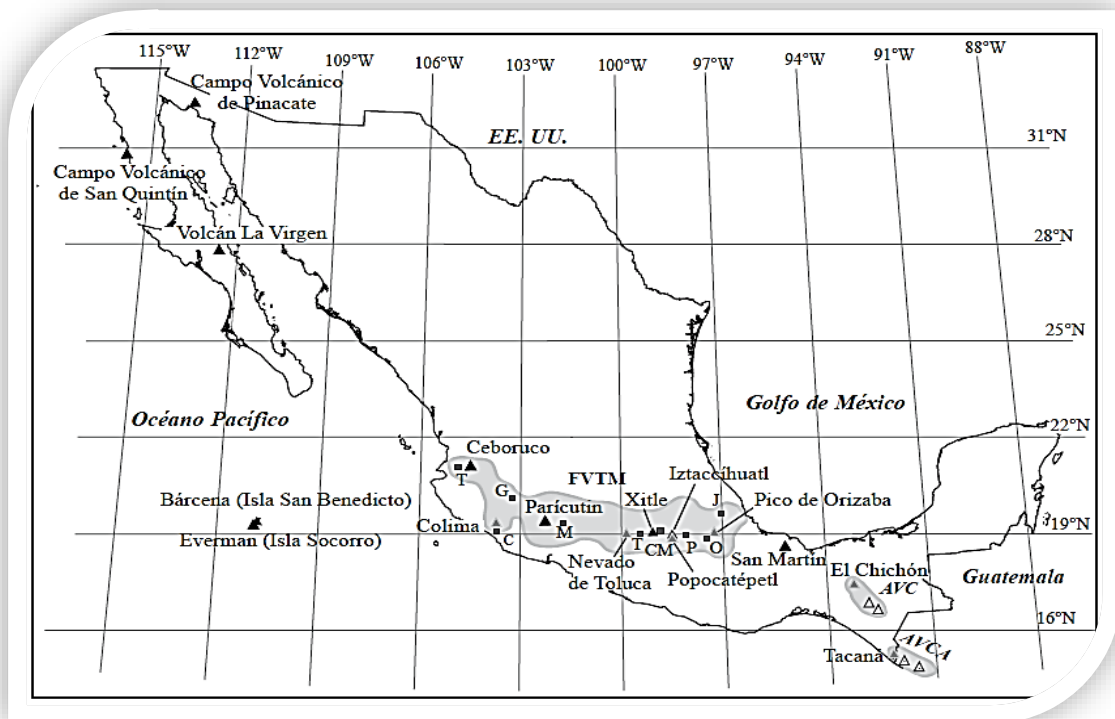 115°W
112°W
109°W
106°W
103°W
100°W
97°W
94°W
91°W
88°W
Campo Volcánico
de Pinacate
EE. UU.
31°N
Campo Volcánico
de San Quintín
Volcán La Virgen
28°N
25°N
Océano Pacífico
Golfo de México
22°N
Ceboruco
T
FVTM
Iztaccíhuatl
G
Xitle
J
Pico de Orizaba
Bárcena (Isla San Benedicto)
Parícutin
Colima
C
M
19°N
Everman (Isla Socorro)
T
CM
P
O
San Martín
Nevado
de Toluca
Popocatépetl
El Chichón
AVC
Guatemala
16°N
Tacaná
AVCA